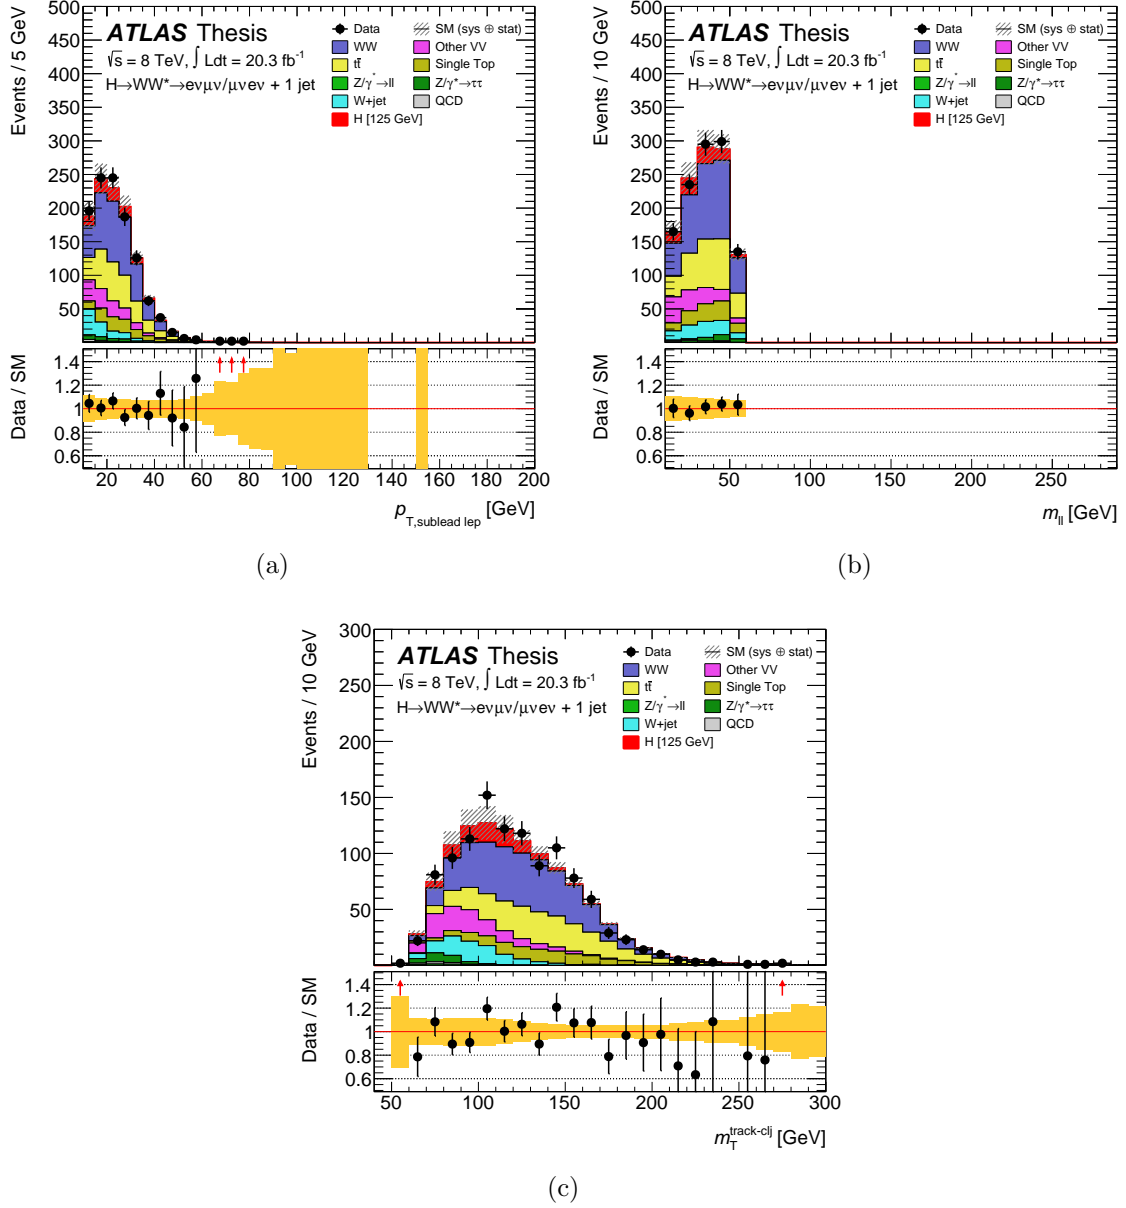 Events / 5 GeV
500
450
400
350
300
250
200
150
100
50
ATLAS Thesis
√s = 8 TeV, ∫ Ldt = 20.3 fb⁻¹
H→WW*→eνμν/μνeν + 1 jet
Data
SM (sys ⊕ stat)
WW
Other VV
tt̄
Single Top
Z/γ*→ll
Z/γ*→ττ
W+jet
QCD
H [125 GeV]
Data / SM
1.4
1.2
1
0.8
0.6
20 40 60 80 100 120 140 160 180 200
p_T,sublead lep [GeV]
(a)
Events / 10 GeV
500
450
400
350
300
250
200
150
100
50
ATLAS Thesis
√s = 8 TeV, ∫ Ldt = 20.3 fb⁻¹
H→WW*→eνμν/μνeν + 1 jet
Data
SM (sys ⊕ stat)
WW
Other VV
tt̄
Single Top
Z/γ*→ll
Z/γ*→ττ
W+jet
QCD
H [125 GeV]
Data / SM
1.4
1.2
1
0.8
0.6
50 100 150 200 250
m_ll [GeV]
(b)
Events / 10 GeV
300
250
200
150
100
50
ATLAS Thesis
√s = 8 TeV, ∫ Ldt = 20.3 fb⁻¹
H→WW*→eνμν/μνeν + 1 jet
Data
SM (sys ⊕ stat)
WW
Other VV
tt̄
Single Top
Z/γ*→ll
Z/γ*→ττ
W+jet
QCD
H [125 GeV]
Data / SM
1.4
1.2
1
0.8
0.6
50 100 150 200 250 300
m_T^track-clj [GeV]
(c)